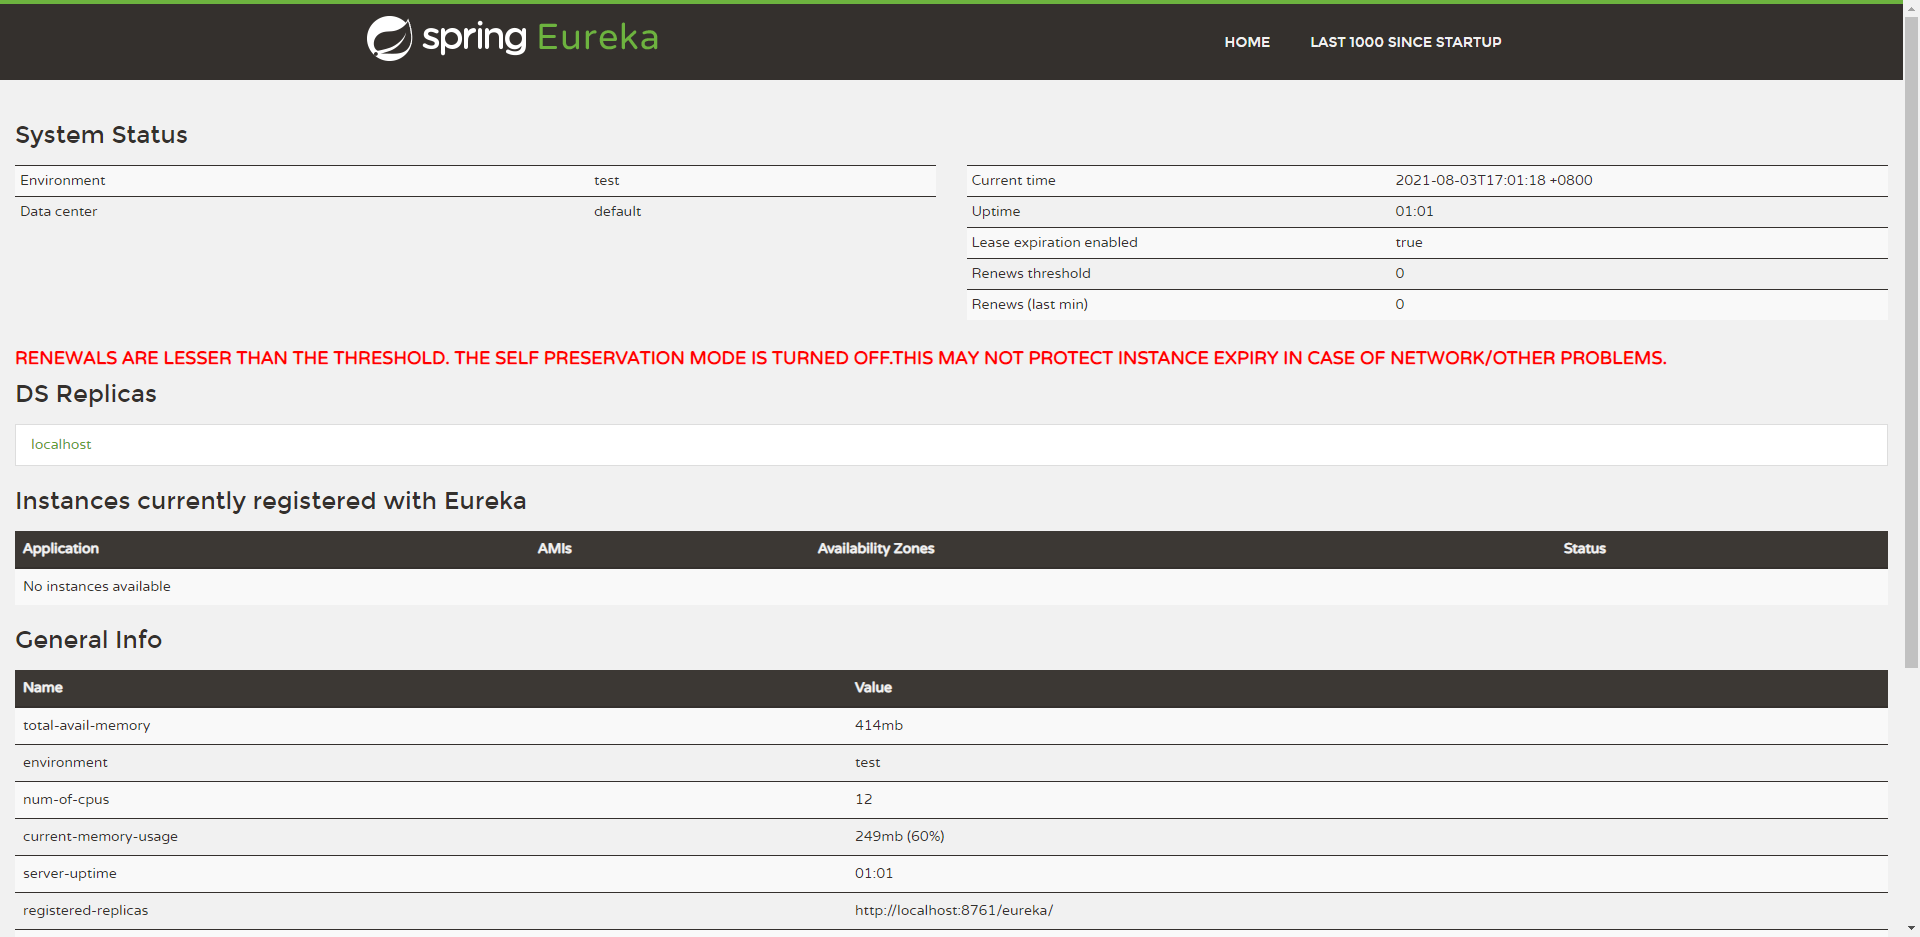 spring Eureka
HOME LAST 1000 SINCE STARTUP
System Status
Environment test
Data center default
Current time 2021-08-03T17:01:18 +0800
Uptime 01:01
Lease expiration enabled true
Renews threshold 0
Renews (last min) 0
RENEWALS ARE LESSER THAN THE THRESHOLD. THE SELF PRESERVATION MODE IS TURNED OFF.THIS MAY NOT PROTECT INSTANCE EXPIRY IN CASE OF NETWORK/OTHER PROBLEMS.
DS Replicas
localhost
Instances currently registered with Eureka
Application AMIs Availability Zones Status
No instances available
General Info
Name Value
total-avail-memory 414mb
environment test
num-of-cpus 12
current-memory-usage 249mb (60%)
server-uptime 01:01
registered-replicas http://localhost:8761/eureka/